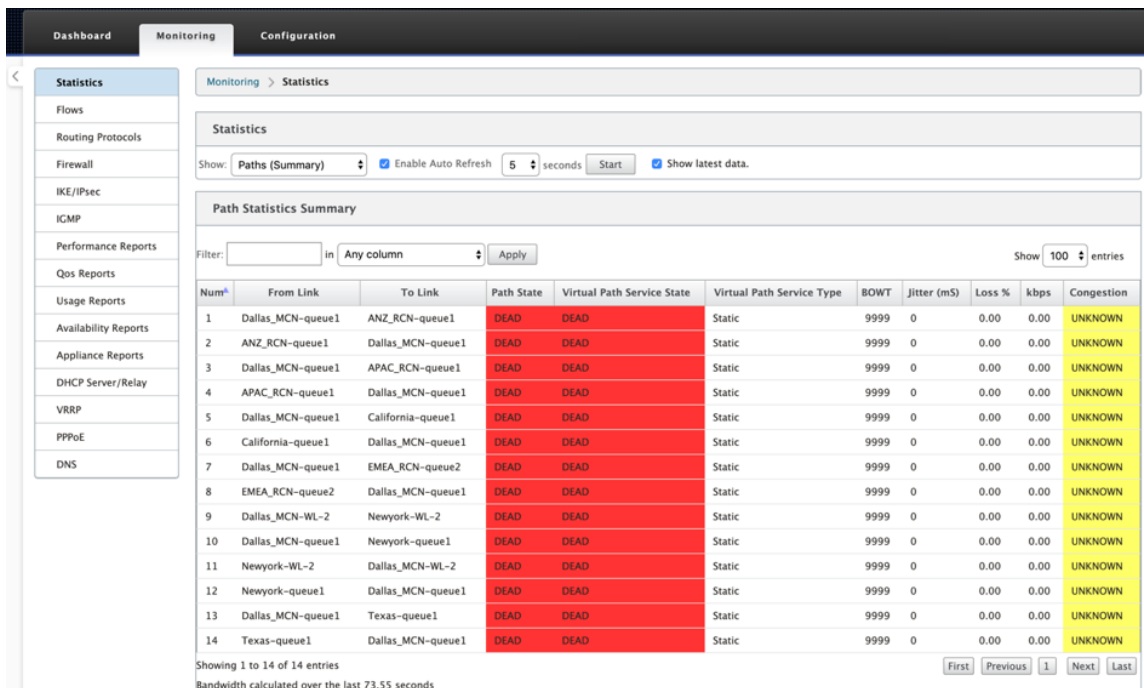 Dashboard Monitoring Configuration
Statistics
Flows
Routing Protocols
Firewall
IKE/IPsec
IGMP
Performance Reports
Qos Reports
Usage Reports
Availability Reports
Appliance Reports
DHCP Server/Relay
VRRP
PPPoE
DNS
Monitoring > Statistics
Statistics
Show: Paths (Summary) Enable Auto Refresh 5 seconds Start Show latest data.
Path Statistics Summary
Filter: in Any column Apply Show 100 entries
Num From Link To Link Path State Virtual Path Service State Virtual Path Service Type BOWT Jitter (mS) Loss % kbps Congestion
1 Dallas_MCN-queue1 ANZ_RCN-queue1 DEAD DEAD Static 9999 0 0.00 0.00 UNKNOWN
2 ANZ_RCN-queue1 Dallas_MCN-queue1 DEAD DEAD Static 9999 0 0.00 0.00 UNKNOWN
3 Dallas_MCN-queue1 APAC_RCN-queue1 DEAD DEAD Static 9999 0 0.00 0.00 UNKNOWN
4 APAC_RCN-queue1 Dallas_MCN-queue1 DEAD DEAD Static 9999 0 0.00 0.00 UNKNOWN
5 Dallas_MCN-queue1 California-queue1 DEAD DEAD Static 9999 0 0.00 0.00 UNKNOWN
6 California-queue1 Dallas_MCN-queue1 DEAD DEAD Static 9999 0 0.00 0.00 UNKNOWN
7 Dallas_MCN-queue1 EMEA_RCN-queue2 DEAD DEAD Static 9999 0 0.00 0.00 UNKNOWN
8 EMEA_RCN-queue2 Dallas_MCN-queue1 DEAD DEAD Static 9999 0 0.00 0.00 UNKNOWN
9 Dallas_MCN-WL-2 Newyork-WL-2 DEAD DEAD Static 9999 0 0.00 0.00 UNKNOWN
10 Dallas_MCN-queue1 Newyork-queue1 DEAD DEAD Static 9999 0 0.00 0.00 UNKNOWN
11 Newyork-WL-2 Dallas_MCN-WL-2 DEAD DEAD Static 9999 0 0.00 0.00 UNKNOWN
12 Newyork-queue1 Dallas_MCN-queue1 DEAD DEAD Static 9999 0 0.00 0.00 UNKNOWN
13 Dallas_MCN-queue1 Texas-queue1 DEAD DEAD Static 9999 0 0.00 0.00 UNKNOWN
14 Texas-queue1 Dallas_MCN-queue1 DEAD DEAD Static 9999 0 0.00 0.00 UNKNOWN
Showing 1 to 14 of 14 entries First Previous 1 Next Last
Bandwidth calculated over the last 73.55 seconds